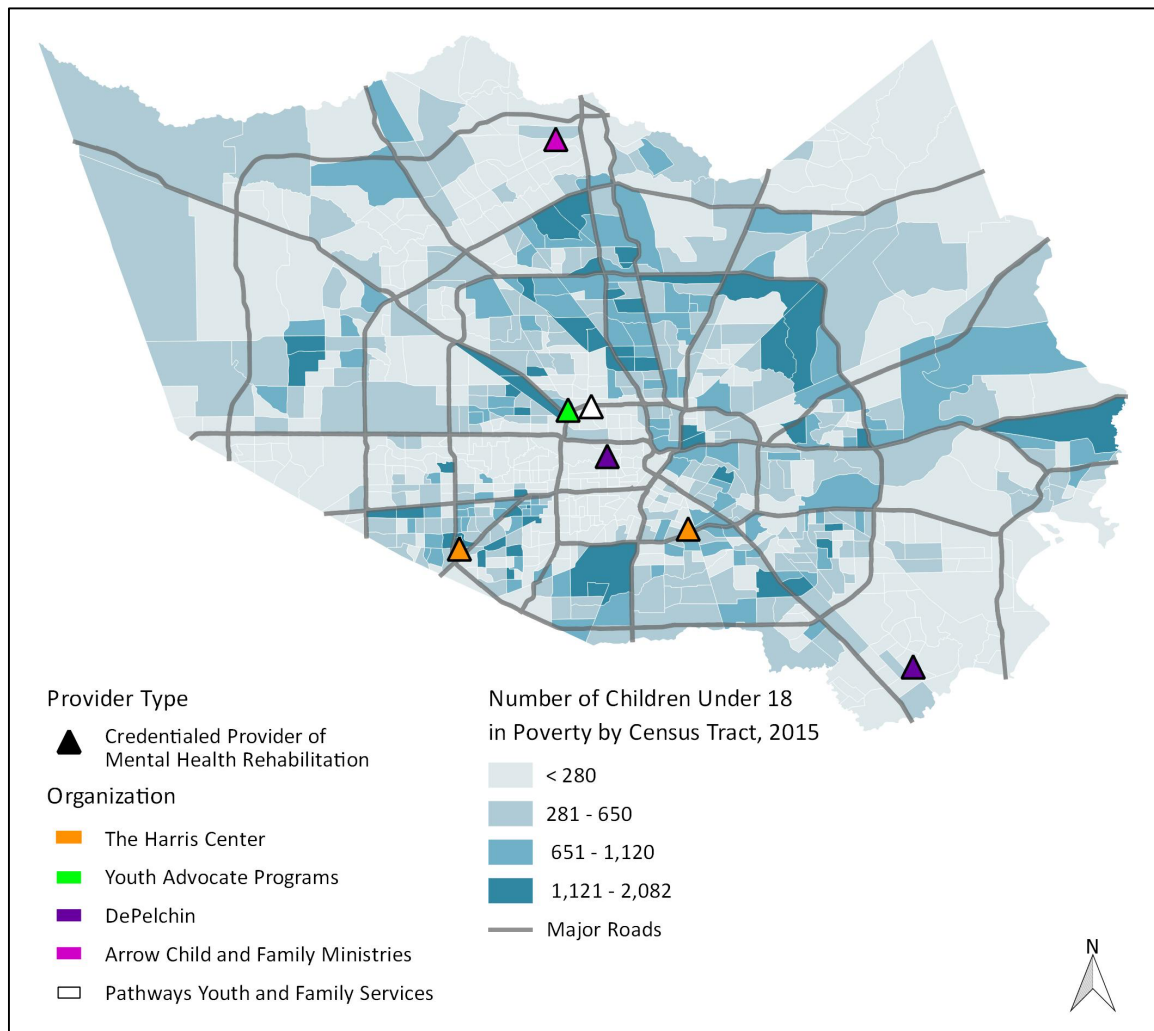 Provider Type
Credentialed Provider of
Mental Health Rehabilitation
Organization
The Harris Center
Youth Advocate Programs
DePelchin
Arrow Child and Family Ministries
Pathways Youth and Family Services
Number of Children Under 18
in Poverty by Census Tract, 2015
< 280
281 - 650
651 - 1,120
1,121 - 2,082
Major Roads
N